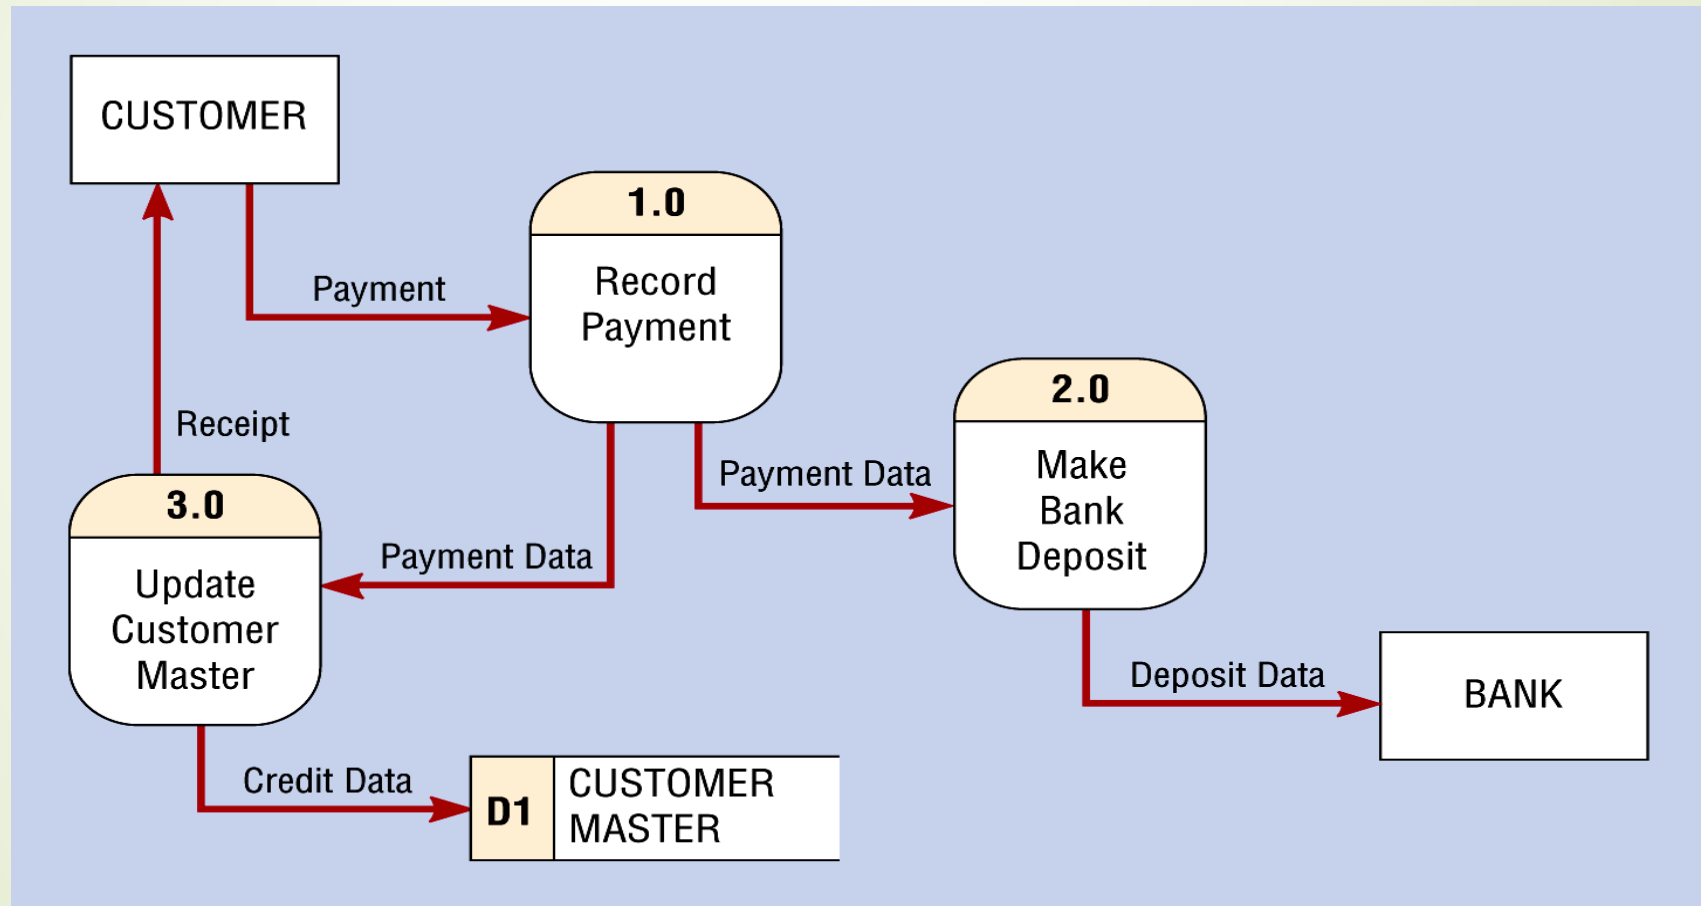 CUSTOMER
1.0
Record
Payment
Payment
2.0
Make
Bank
Deposit
Receipt
Payment Data
3.0
Update
Customer
Master
Payment Data
Deposit Data
BANK
Credit Data
D1
CUSTOMER
MASTER